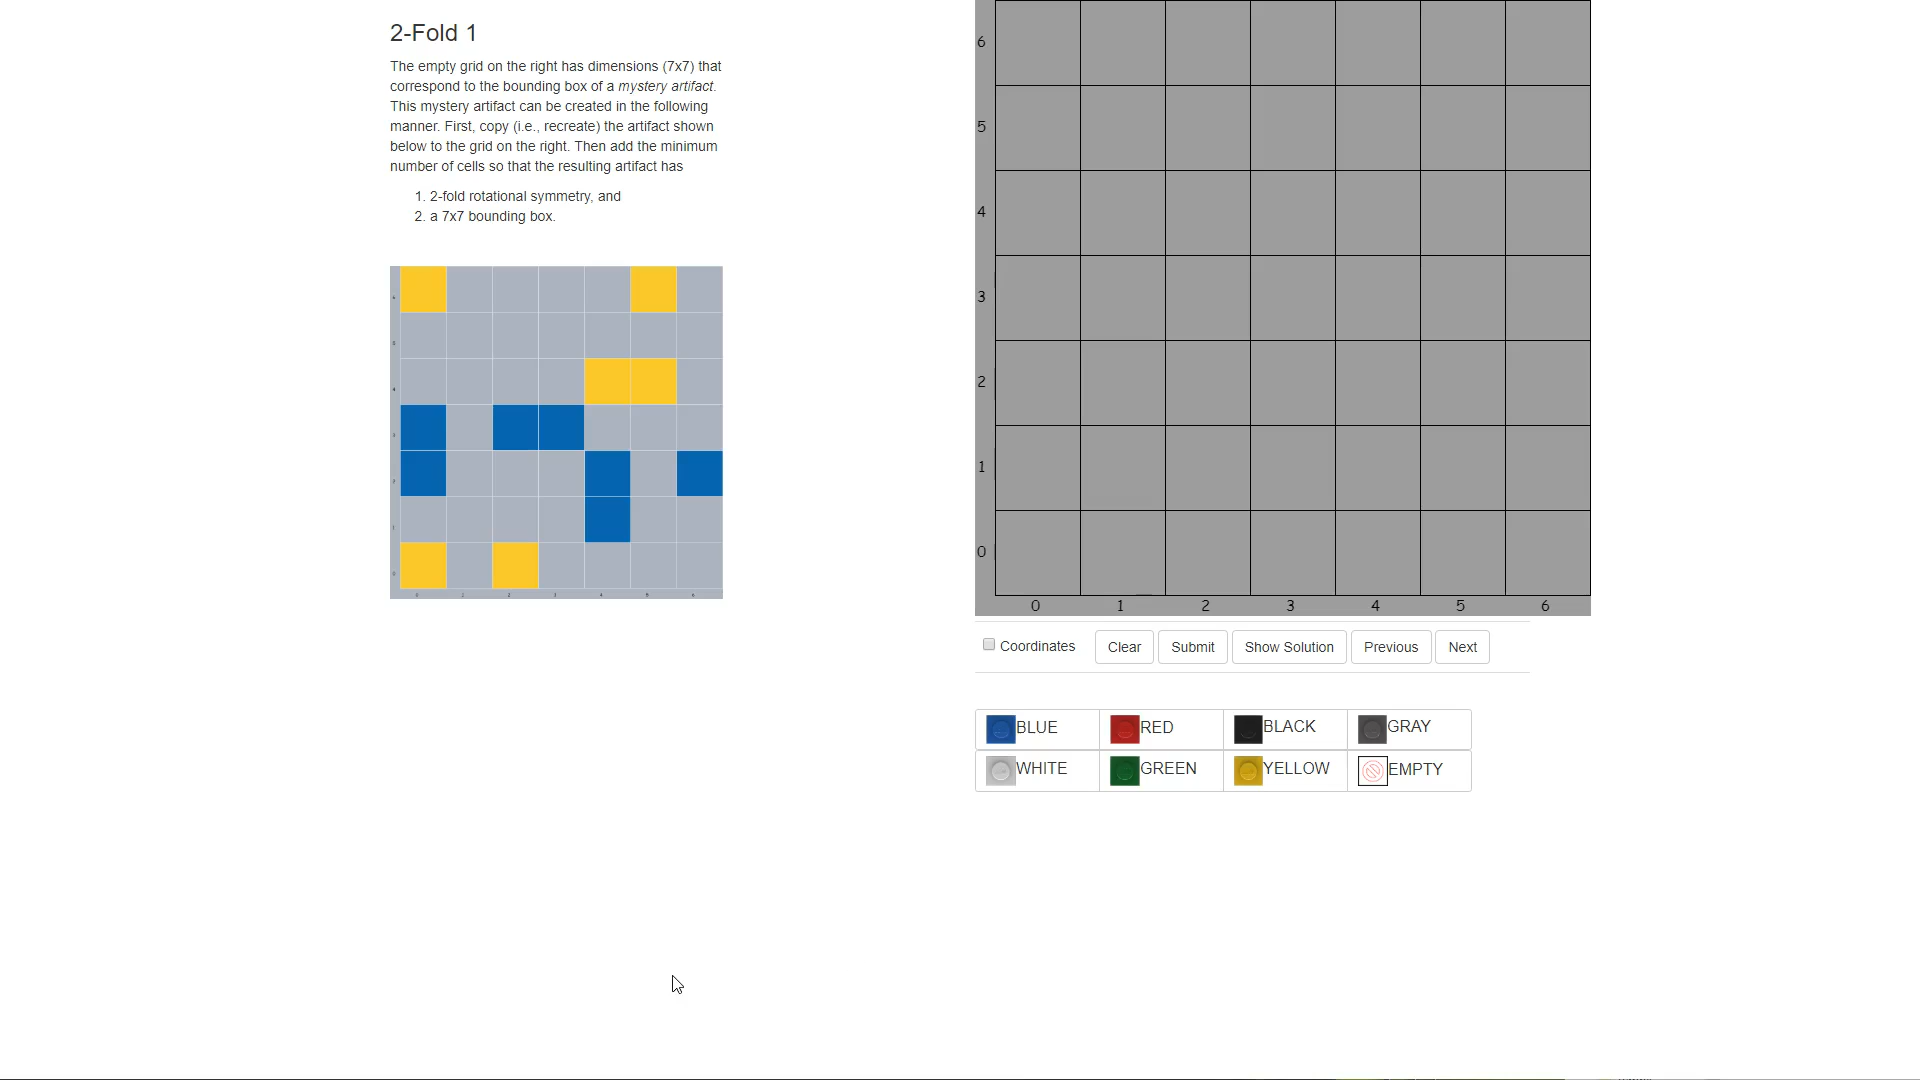 2-Fold 1
The empty grid on the right has dimensions (7x7) that
correspond to the bounding box of a mystery artifact.
This mystery artifact can be created in the following
manner. First, copy (i.e., recreate) the artifact shown
below to the grid on the right. Then add the minimum
number of cells so that the resulting artifact has
1. 2-fold rotational symmetry, and
2. a 7x7 bounding box.
6
5
4
3
2
1
0
0 1 2 3 4 5 6
Coordinates Clear Submit Show Solution Previous Next
BLUE RED BLACK GRAY
WHITE GREEN YELLOW EMPTY